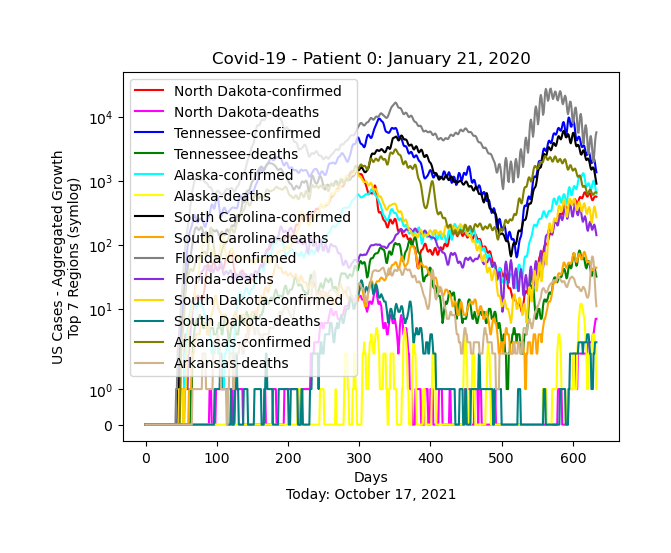 Covid-19 - Patient 0: January 21, 2020
US Cases - Aggregated Growth
Top 7 Regions (symlog)
10^4
10^3
10^2
10^1
10^0
0
North Dakota-confirmed
North Dakota-deaths
Tennessee-confirmed
Tennessee-deaths
Alaska-confirmed
Alaska-deaths
South Carolina-confirmed
South Carolina-deaths
Florida-confirmed
Florida-deaths
South Dakota-confirmed
South Dakota-deaths
Arkansas-confirmed
Arkansas-deaths
0 100 200 300 400 500 600
Days
Today: October 17, 2021